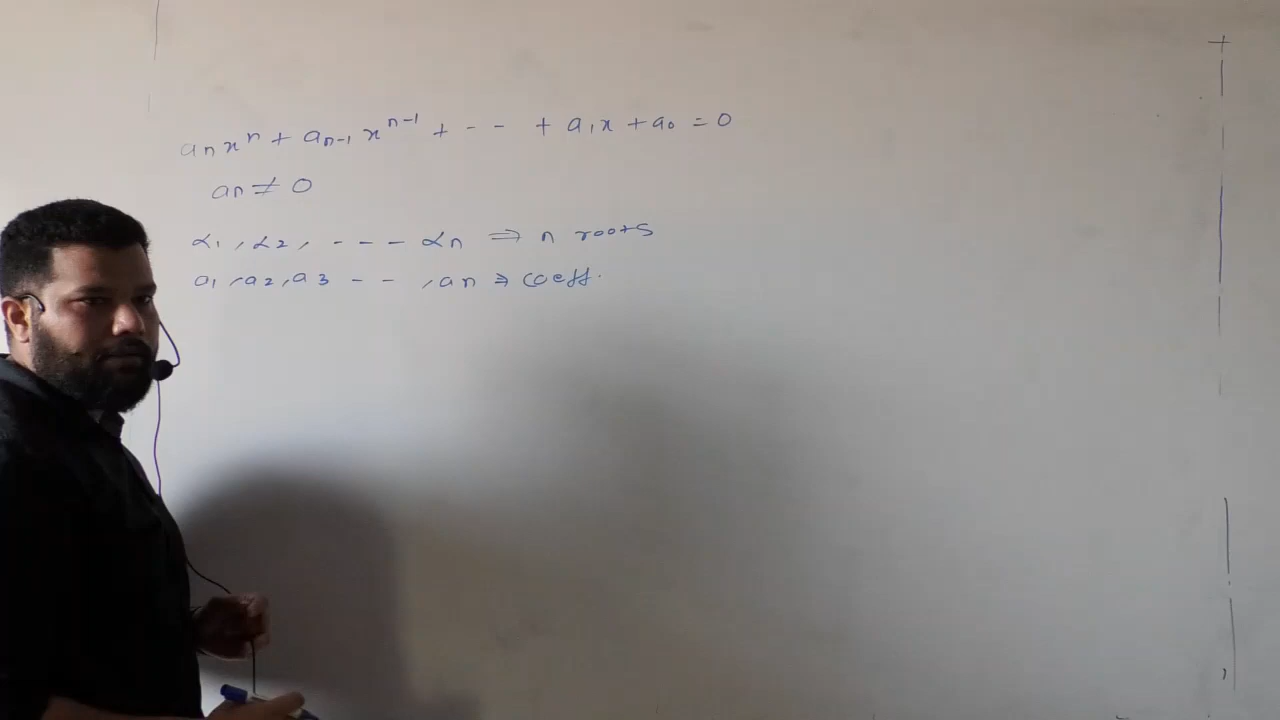 aₙxⁿ + aₙ₋₁xⁿ⁻¹ + - - + a₁x + a₀ = 0
aₙ ≠ 0
α₁, α₂, - - - αₙ ⇒ n roots
a₁, a₂, a₃ - - , aₙ ⇒ coeff.